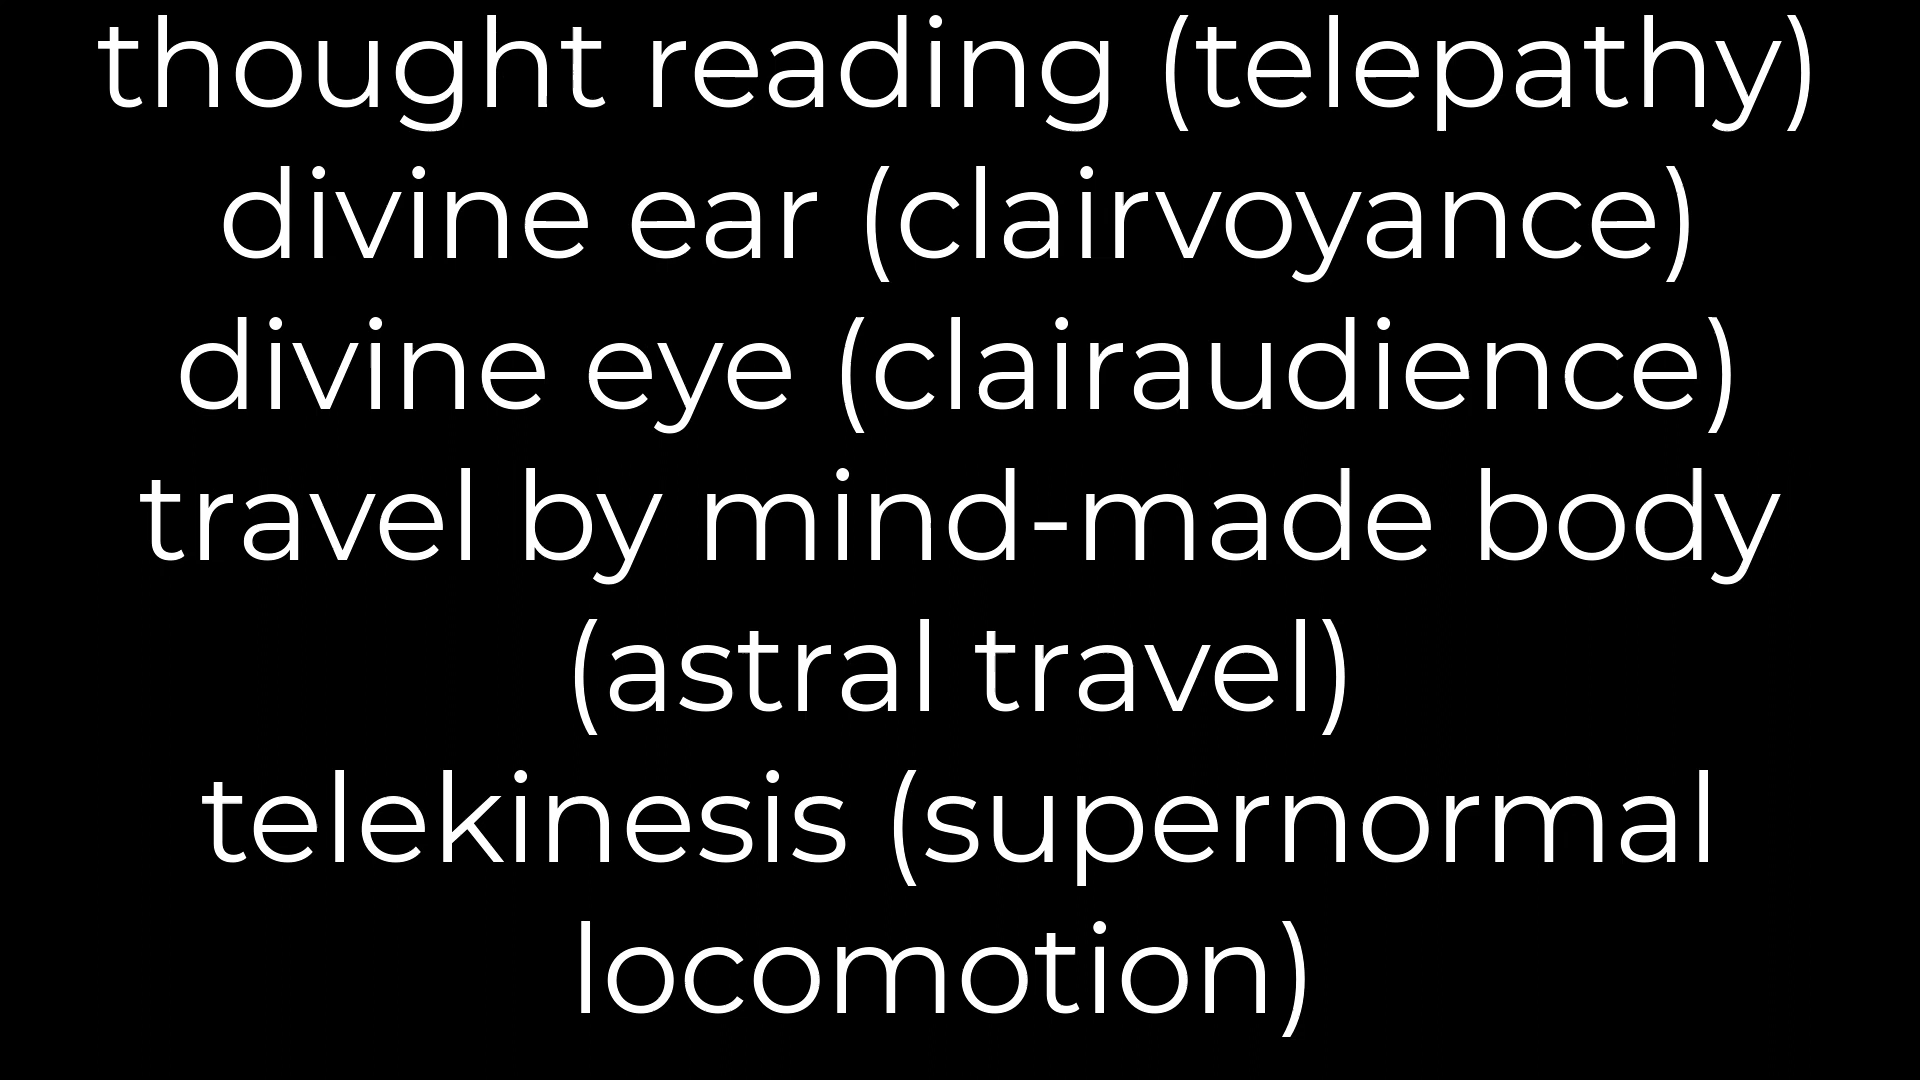 thought reading (telepathy)
divine ear (clairvoyance)
divine eye (clairaudience)
travel by mind-made body
(astral travel)
telekinesis (supernormal
locomotion)